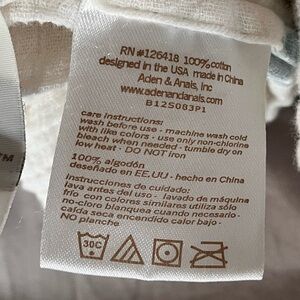 RN #126418 100% cotton
designed in the USA made in China
Aden & Anais, Inc
www.adenandanais.com
B12S083P1
care instructions:
wash before use - machine wash cold
with like colors - use only non-chlorine
bleach when needed - tumble dry on
low heat - DO NOT iron
100% algodón
diseñado en EE.UU - hecho en China
instrucciones de cuidado:
lava antes del uso - lavado de máquina
fro con colores similares utiliza sólo
no-cloro blanqueo cuando necesario -
caída seca encendido calor bajo -
NO planche
30C
TM